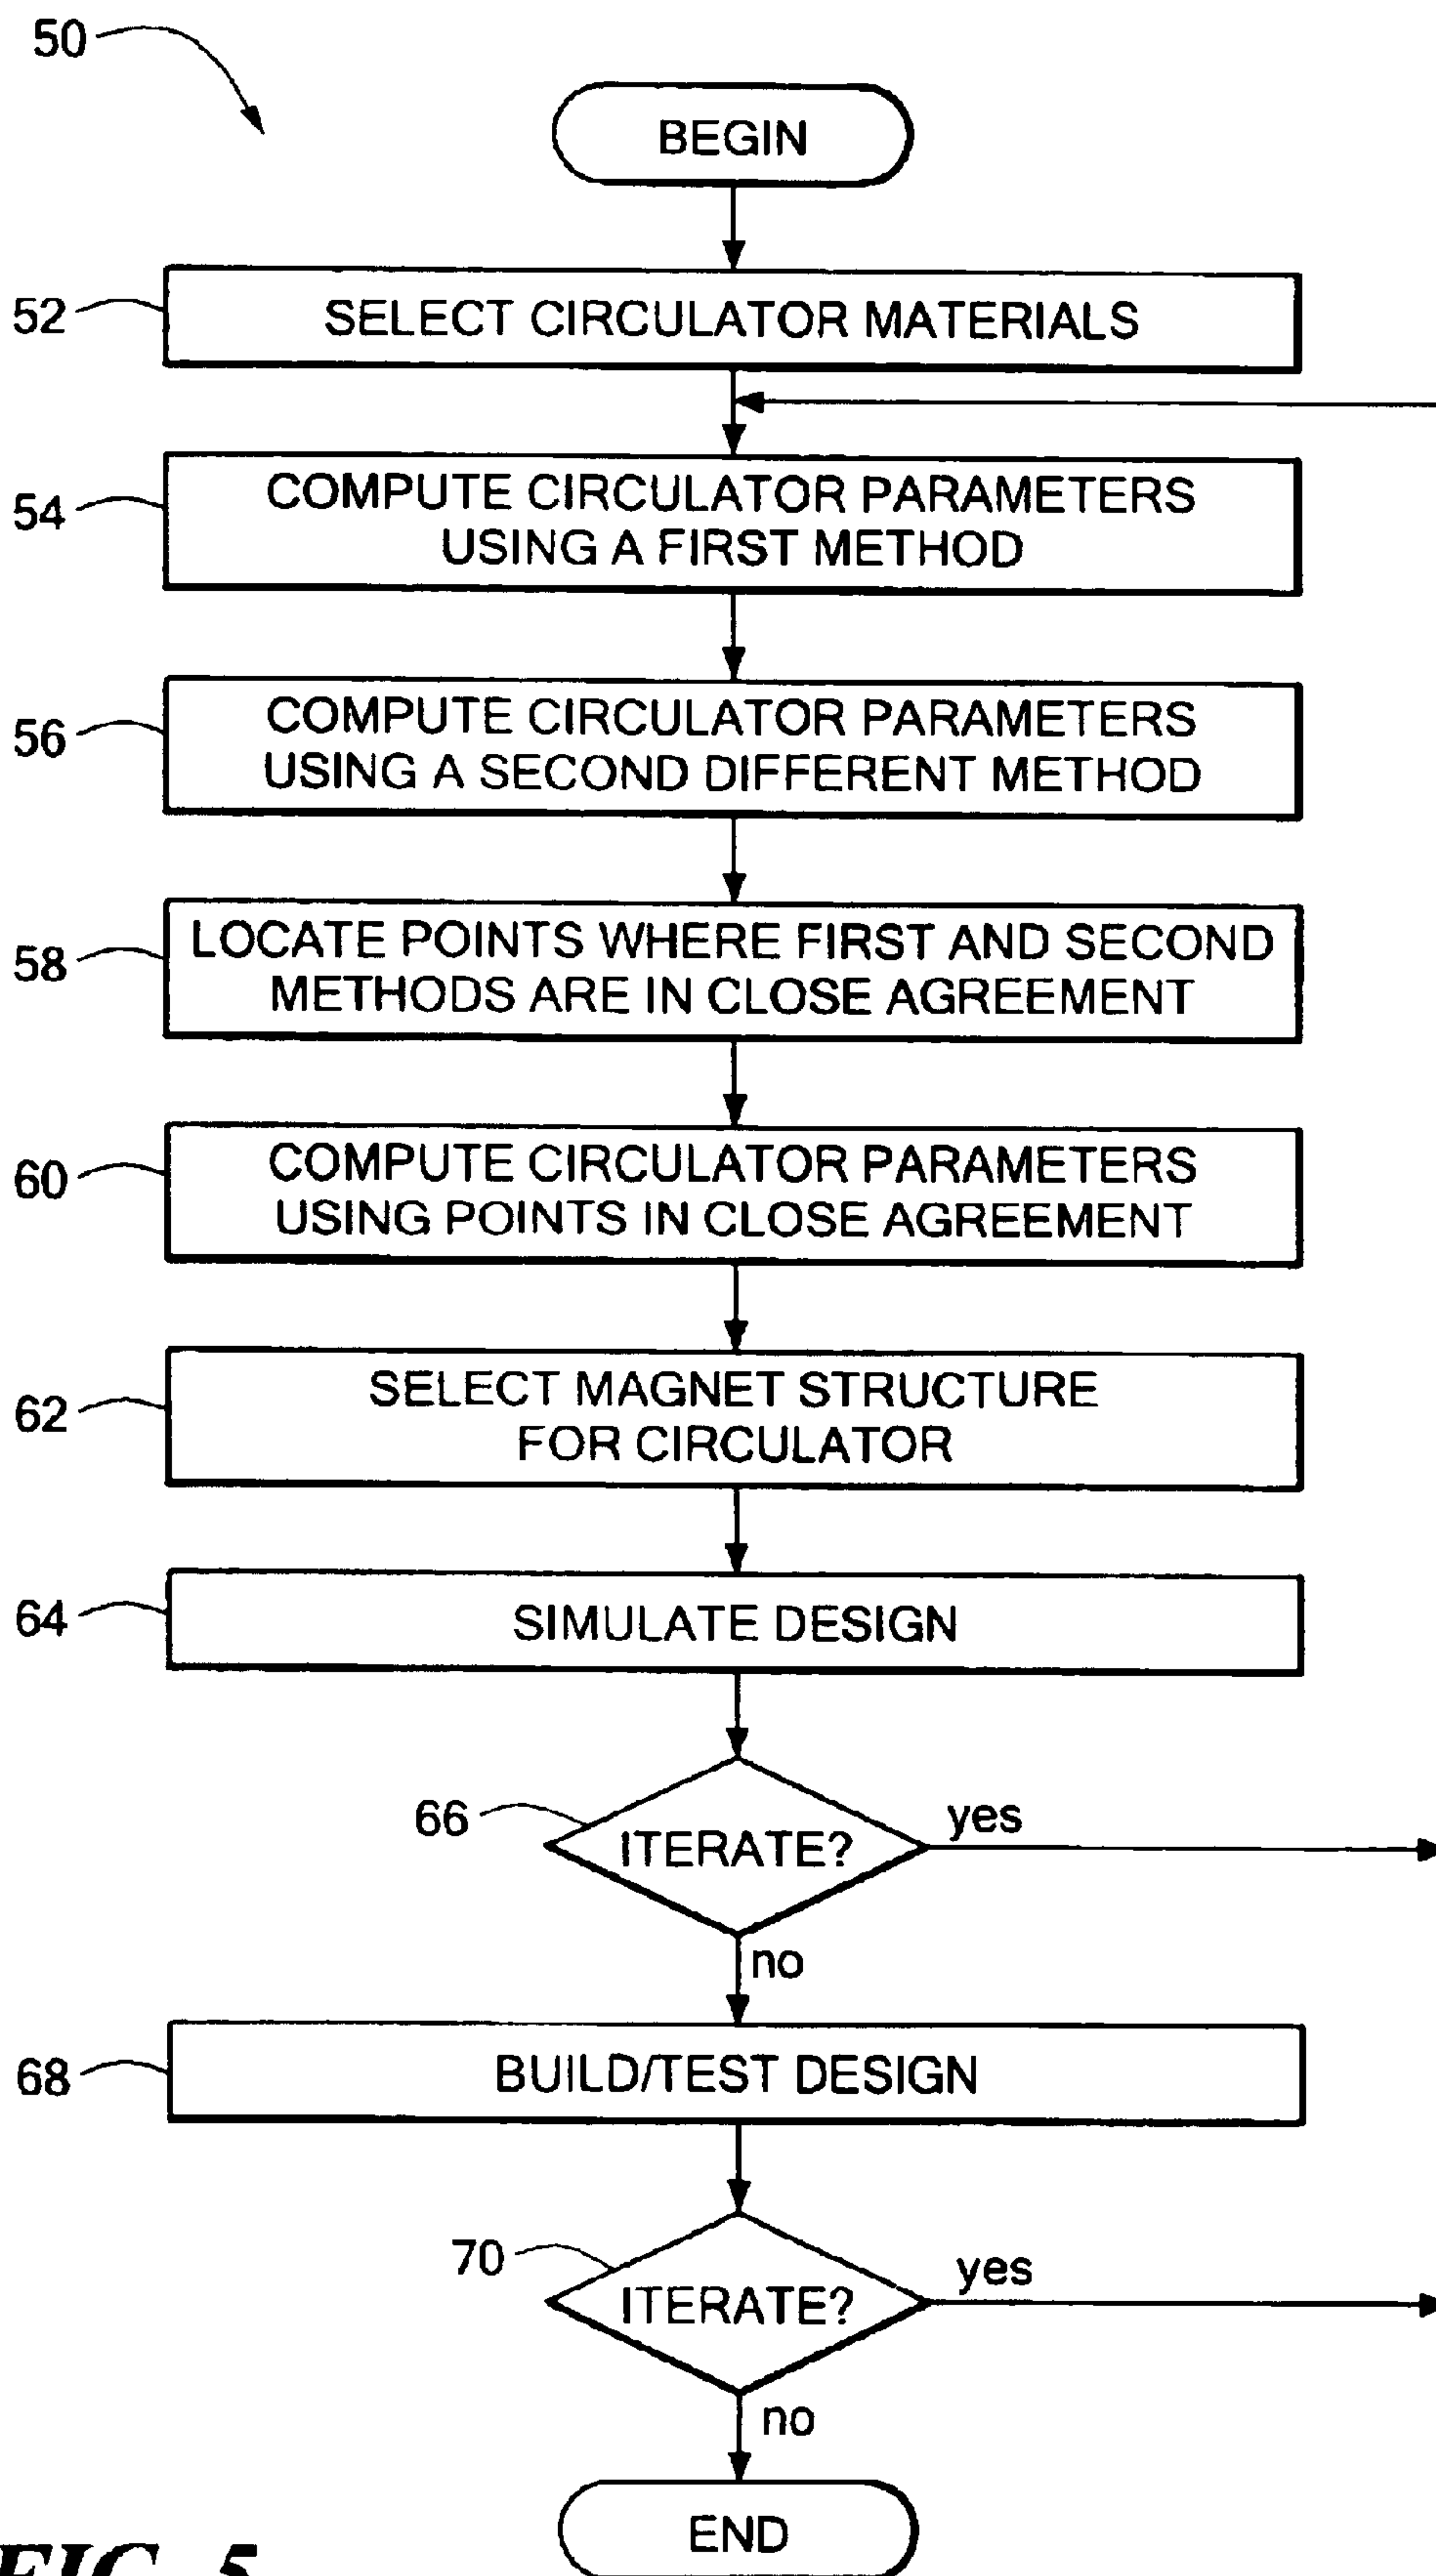 50
BEGIN
52
SELECT CIRCULATOR MATERIALS
54
COMPUTE CIRCULATOR PARAMETERS
USING A FIRST METHOD
56
COMPUTE CIRCULATOR PARAMETERS
USING A SECOND DIFFERENT METHOD
58
LOCATE POINTS WHERE FIRST AND SECOND
METHODS ARE IN CLOSE AGREEMENT
60
COMPUTE CIRCULATOR PARAMETERS
USING POINTS IN CLOSE AGREEMENT
62
SELECT MAGNET STRUCTURE
FOR CIRCULATOR
64
SIMULATE DESIGN
66
ITERATE?
yes
no
68
BUILD/TEST DESIGN
70
ITERATE?
yes
no
END
FIG. 5